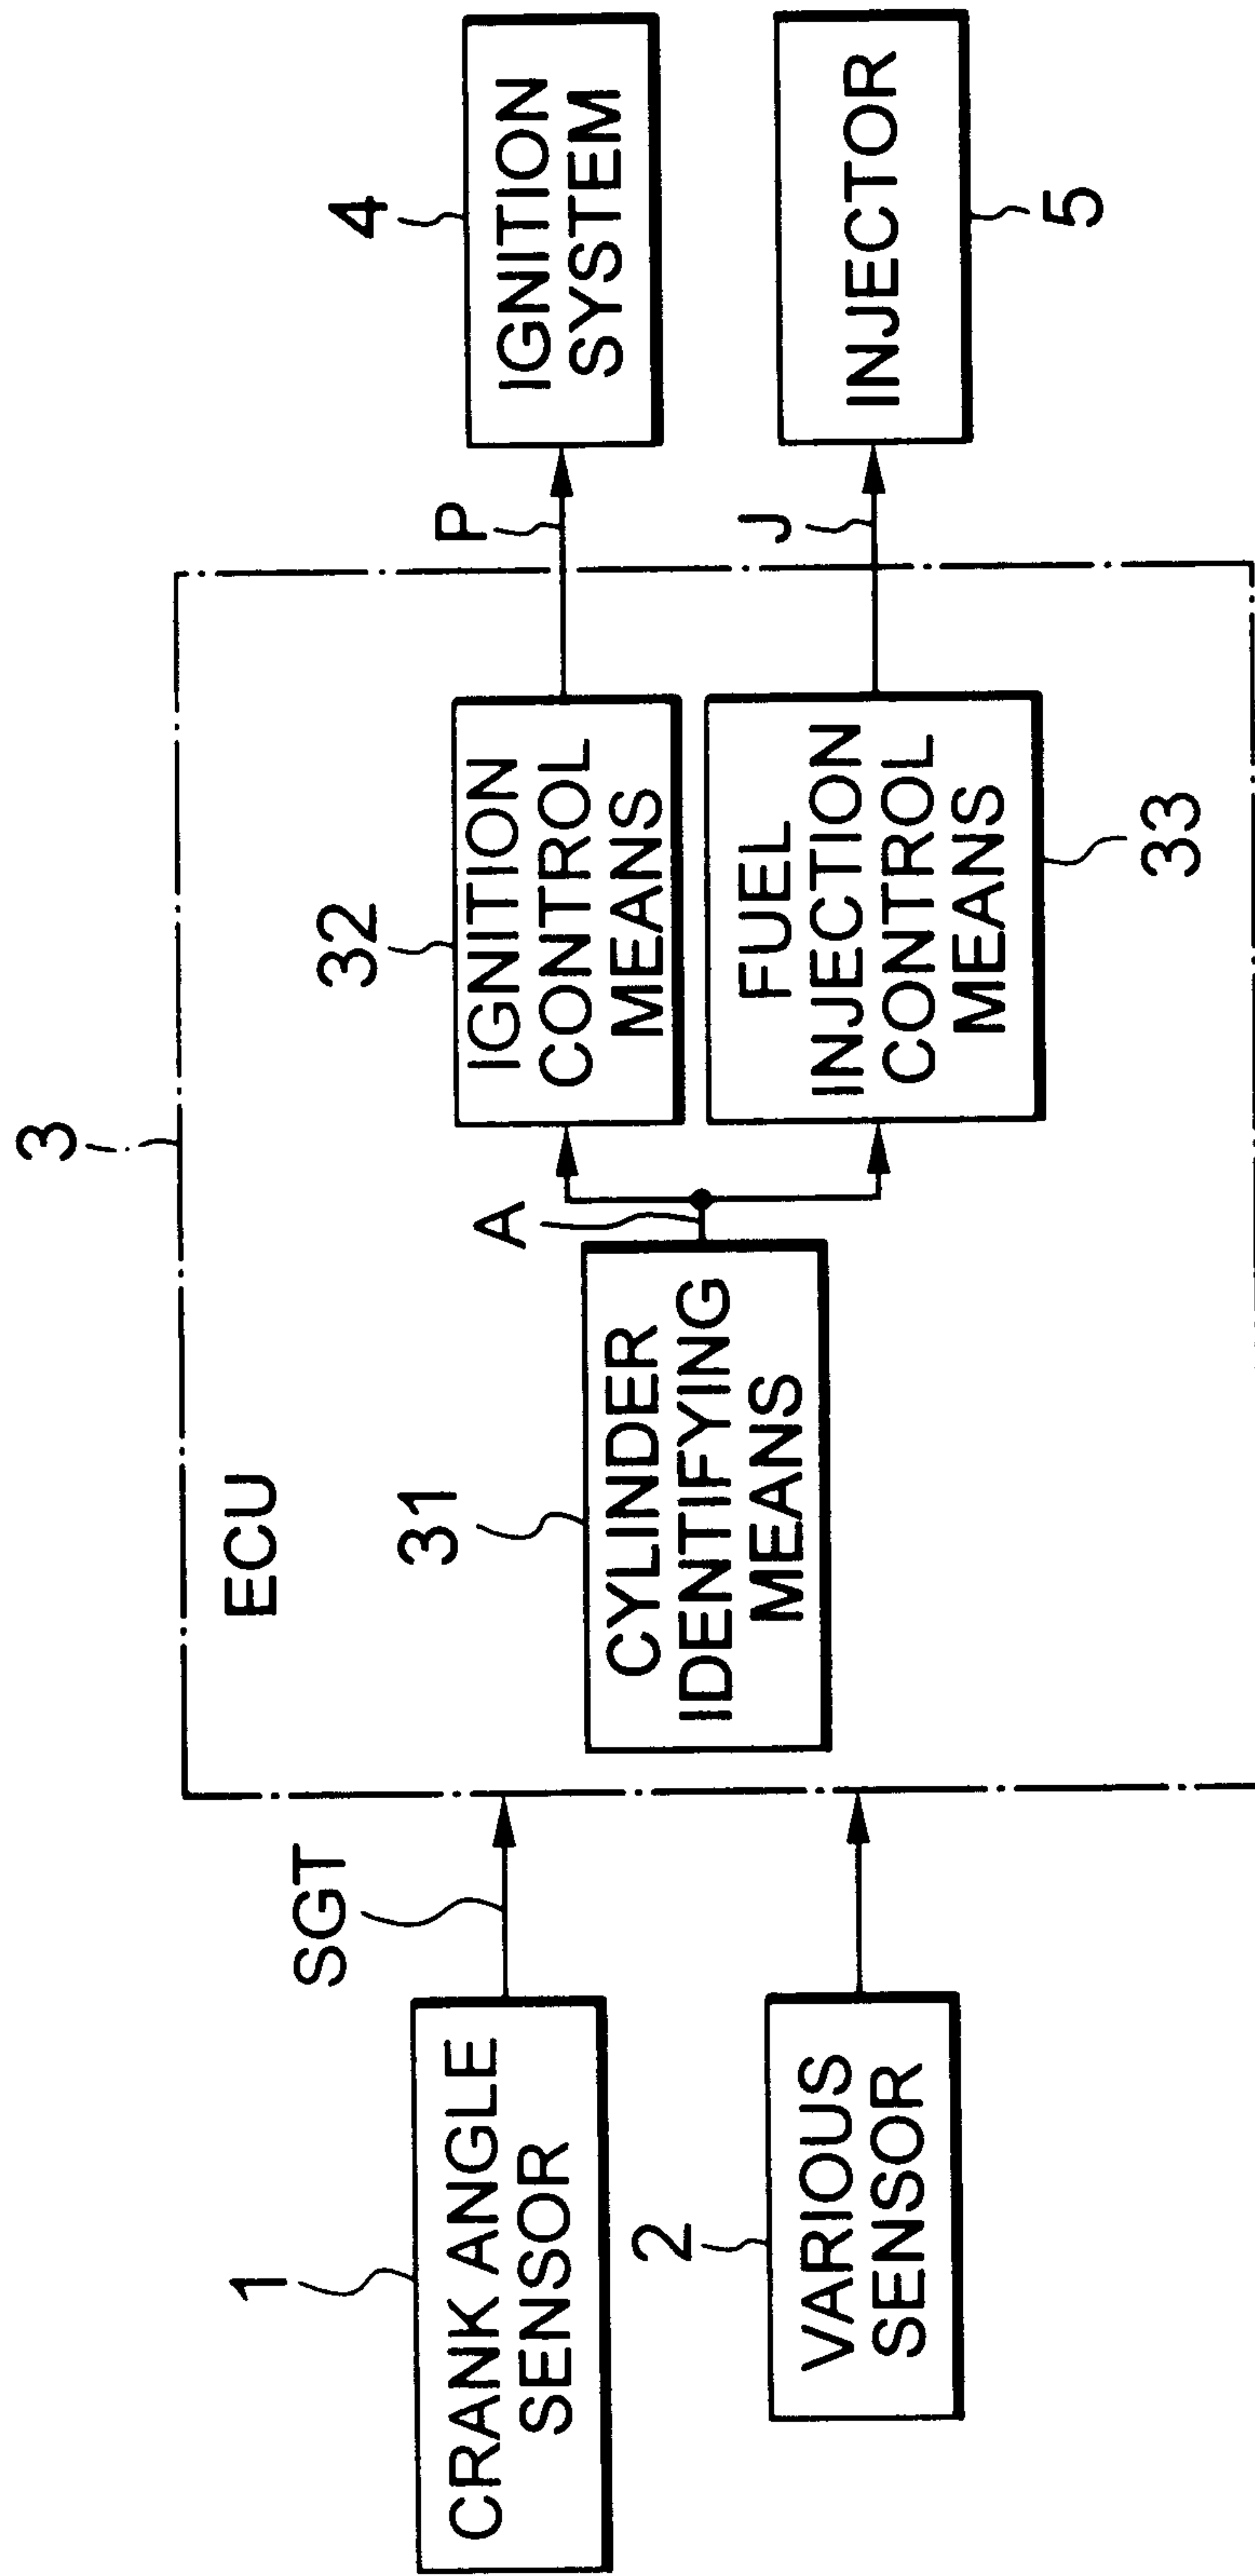 3
ECU
SGT
1
CRANK ANGLE
SENSOR
2
VARIOUS
SENSOR
31
CYLINDER
IDENTIFYING
MEANS
A
32
IGNITION
CONTROL
MEANS
FUEL
INJECTION
CONTROL
MEANS
33
P
4
IGNITION
SYSTEM
J
INJECTOR
5